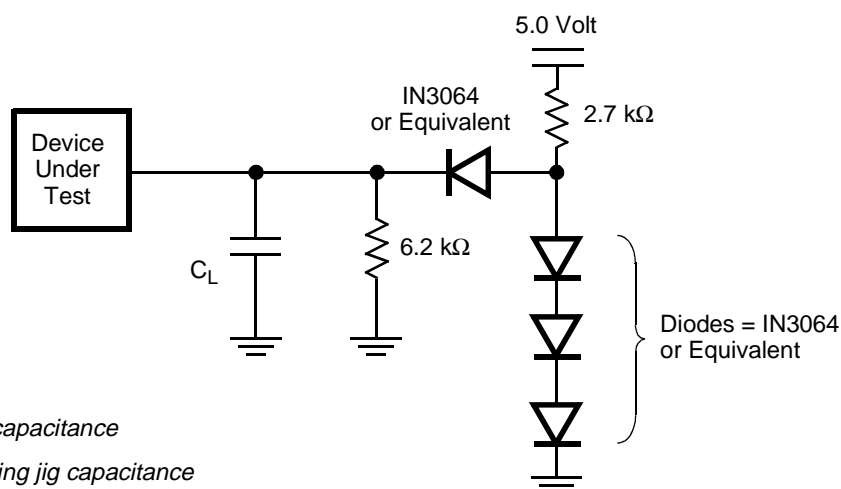 5.0 Volt
IN3064
or Equivalent
2.7 kΩ
Device
Under
Test
6.2 kΩ
CL
Diodes = IN3064
or Equivalent
capacitance
ing jig capacitance